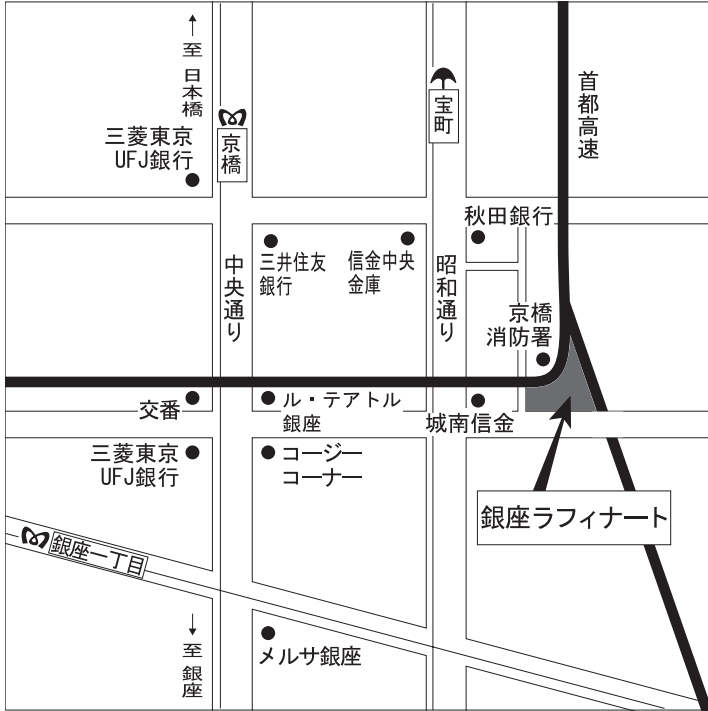 至 日本橋
三菱東京
UFJ銀行
京橋
宝町
首都高速
秋田銀行
三井住友
銀行
信金中央
金庫
中央通り
昭和通り
京橋
消防署
交番
ル・テアトル
銀座
城南信金
三菱東京
UFJ銀行
コージー
コーナー
銀座ラフィナート
銀座一丁目
至 銀座
メルサ銀座